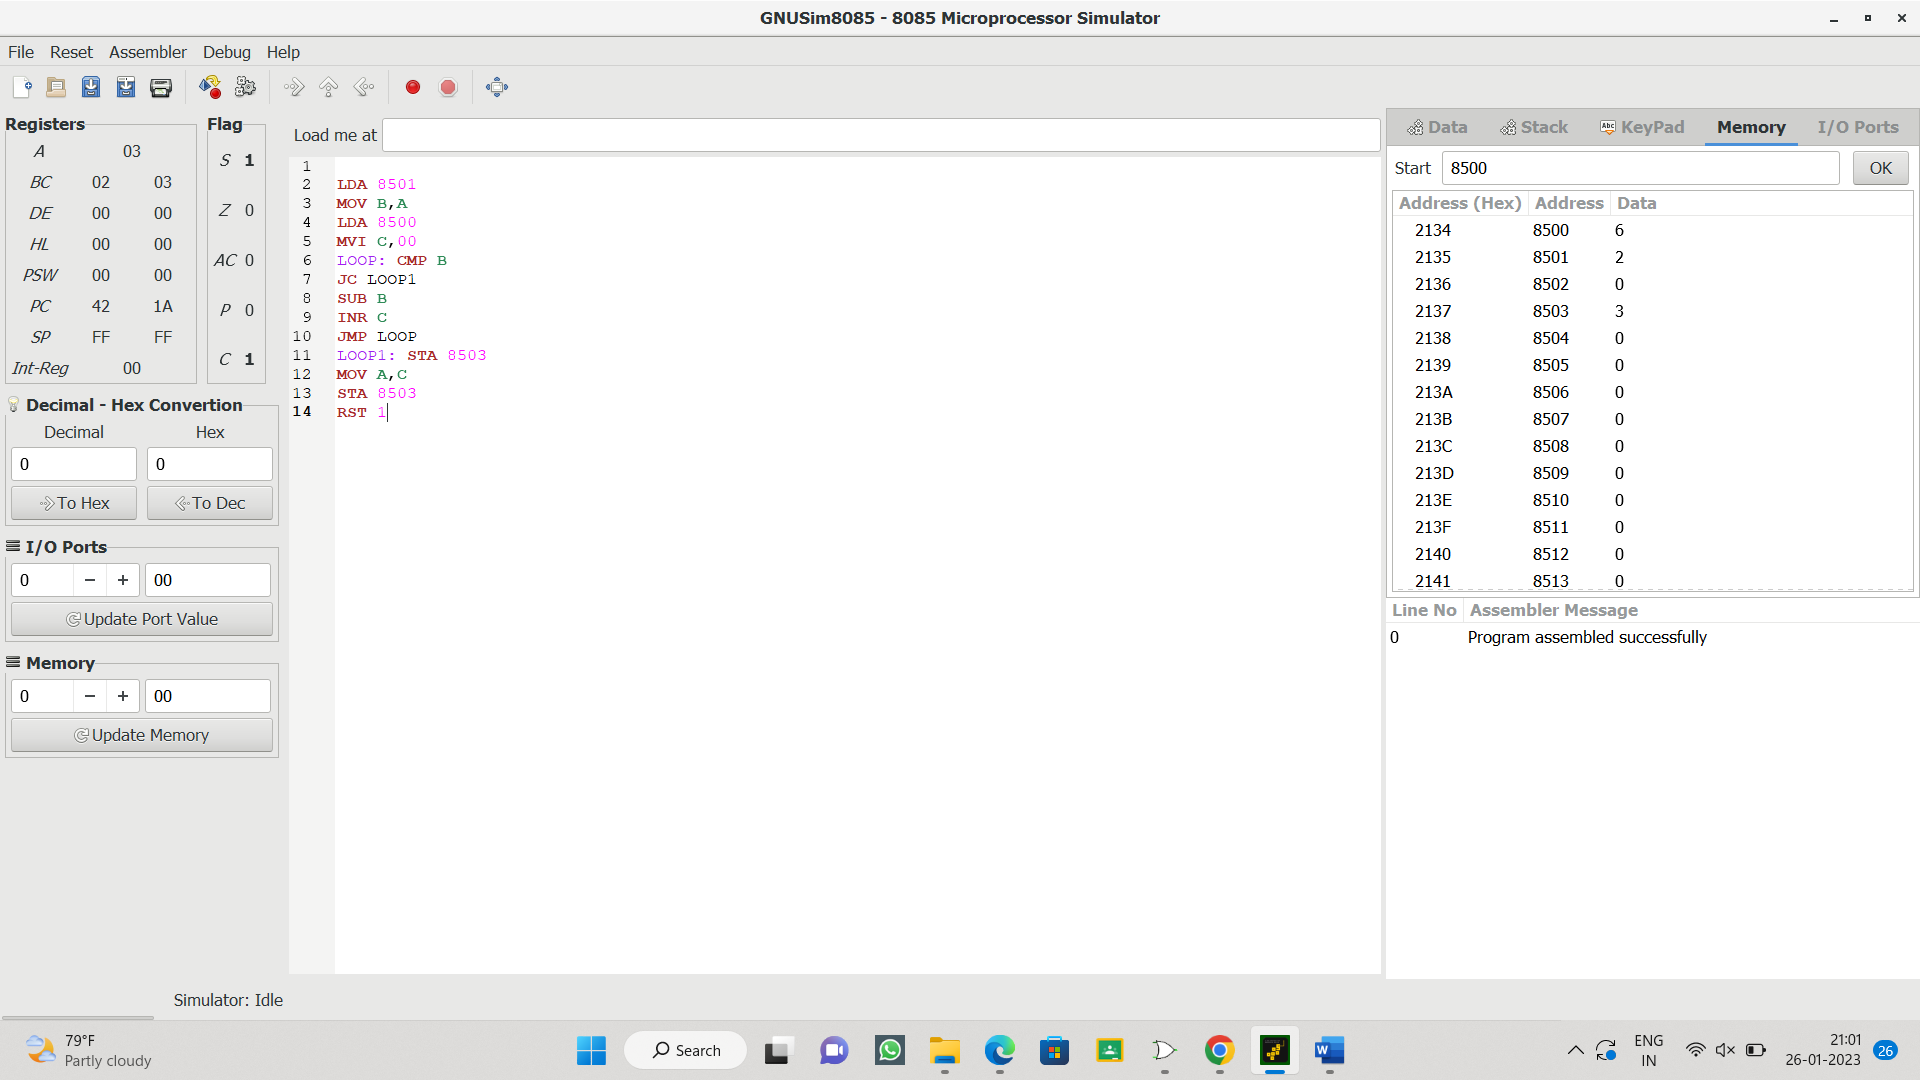 GNUSim8085 - 8085 Microprocessor Simulator
File Reset Assembler Debug Help
Registers
A 03
BC 02 03
DE 00 00
HL 00 00
PSW 00 00
PC 42 1A
SP FF FF
Int-Reg 00
Flag
S 1
Z 0
AC 0
P 0
C 1
Decimal - Hex Convertion
Decimal Hex
0 0
To Hex To Dec
I/O Ports
0 − + 00
Update Port Value
Memory
0 − + 00
Update Memory
Load me at
1
2 LDA 8501
3 MOV B,A
4 LDA 8500
5 MVI C,00
6 LOOP: CMP B
7 JC LOOP1
8 SUB B
9 INR C
10 JMP LOOP
11 LOOP1: STA 8503
12 MOV A,C
13 STA 8503
14 RST 1
Data Stack Abc KeyPad Memory I/O Ports
Start 8500 OK
Address (Hex) Address Data
2134 8500 6
2135 8501 2
2136 8502 0
2137 8503 3
2138 8504 0
2139 8505 0
213A 8506 0
213B 8507 0
213C 8508 0
213D 8509 0
213E 8510 0
213F 8511 0
2140 8512 0
2141 8513 0
Line No Assembler Message
0 Program assembled successfully
Simulator: Idle
79°F
Partly cloudy
Search
W
ENG
IN
21:01
26-01-2023
26